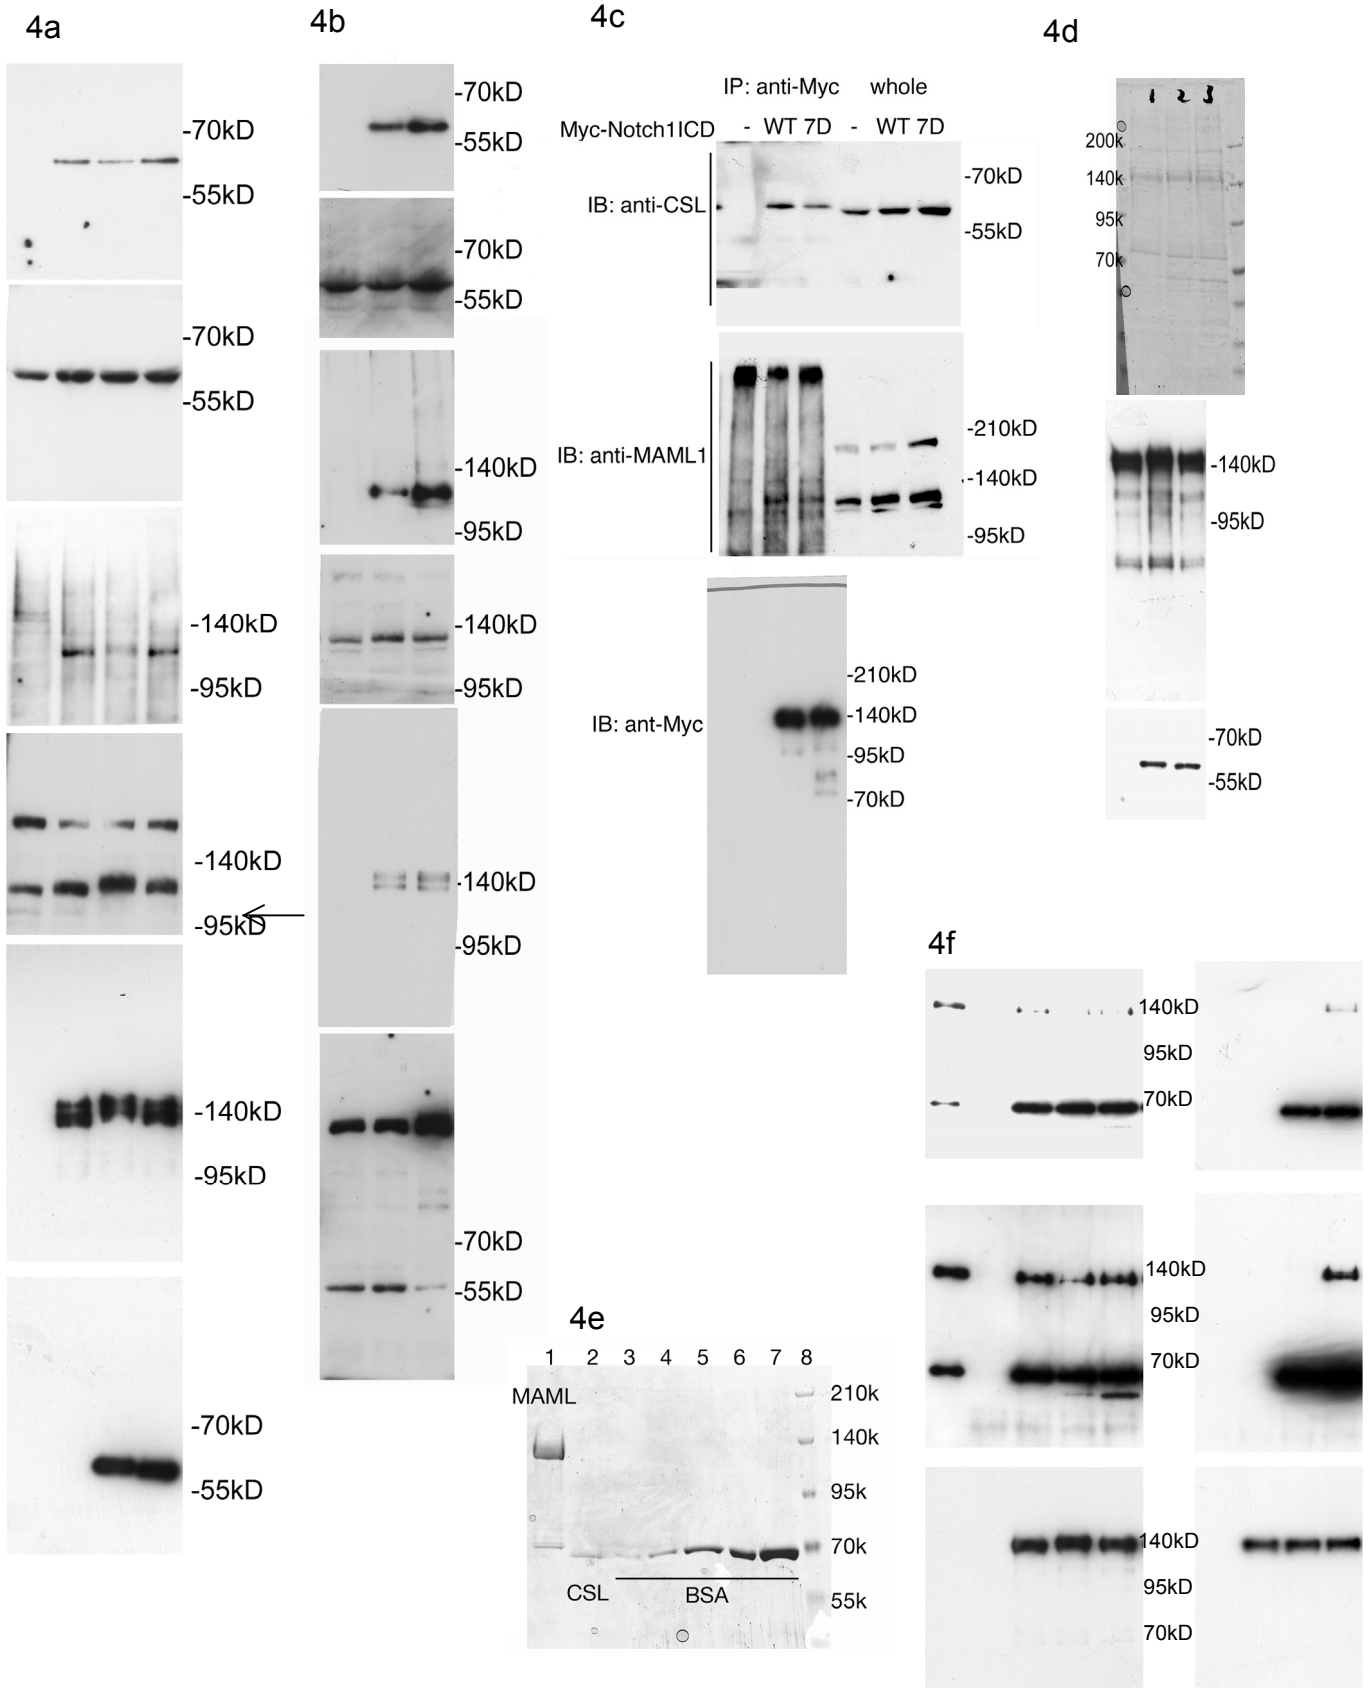 4a
-70kD
-55kD
-70kD
-55kD
-140kD
-95kD
-140kD
-95kD
-140kD
-95kD
-70kD
-55kD
4b
-70kD
-55kD
-70kD
-55kD
-140kD
-95kD
-140kD
-95kD
-140kD
-95kD
-70kD
-55kD
4c
IP: anti-Myc whole
Myc-Notch1ICD - WT 7D - WT 7D
IB: anti-CSL
-70kD
-55kD
IB: anti-MAML1
-210kD
-140kD
-95kD
IB: ant-Myc
-210kD
-140kD
-95kD
-70kD
4d
1 2 3
200k
140k
95k
70k
-140kD
-95kD
-70kD
-55kD
4e
1 2 3 4 5 6 7 8
MAML
210k
140k
95k
70k
55k
CSL BSA
4f
140kD
95kD
70kD
140kD
95kD
70kD
140kD
95kD
70kD